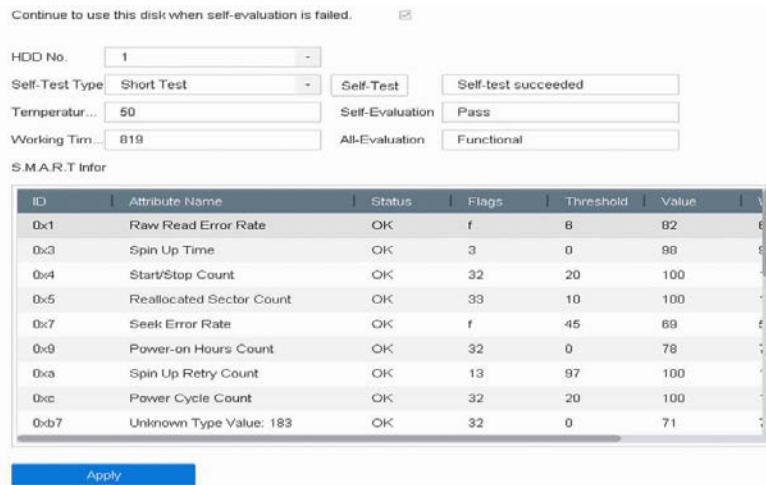 Continue to use this disk when self-evaluation is failed.
HDD No. 1
Self-Test Type Short Test Self-Test Self-test succeeded
Temperatur... 50 Self-Evaluation Pass
Working Tim... 819 All-Evaluation Functional
S.M.A.R.T Infor
ID Attribute Name Status Flags Threshold Value
0x1 Raw Read Error Rate OK f 6 82
0x3 Spin Up Time OK 3 0 98
0x4 Start/Stop Count OK 32 20 100
0x5 Reallocated Sector Count OK 33 10 100
0x7 Seek Error Rate OK f 45 69
0x9 Power-on Hours Count OK 32 0 78
0xa Spin Up Retry Count OK 13 97 100
0xc Power Cycle Count OK 32 20 100
0xb7 Unknown Type Value: 183 OK 32 0 71
Apply